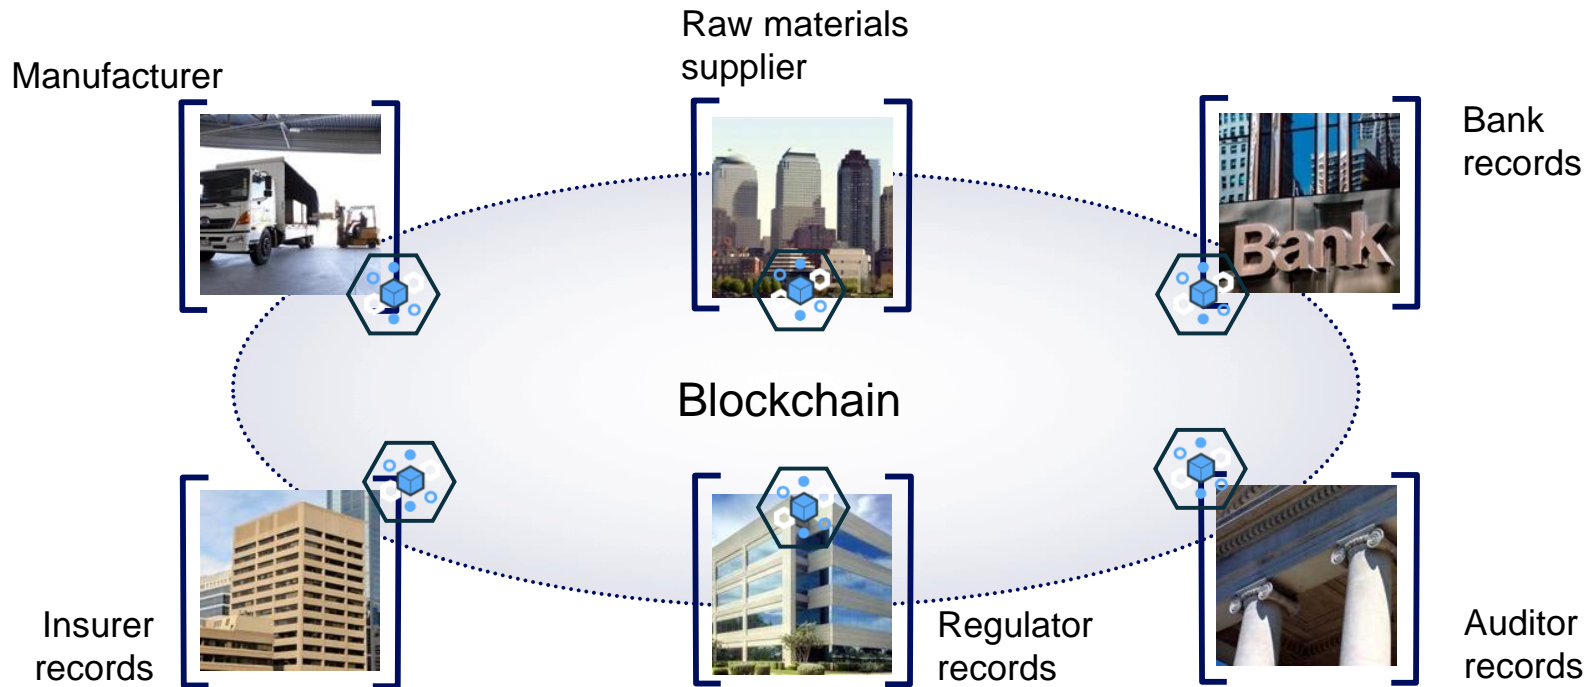 Raw materials
supplier
Manufacturer
Bank
records
Bank
Blockchain
Insurer
records
Regulator
records
Auditor
records